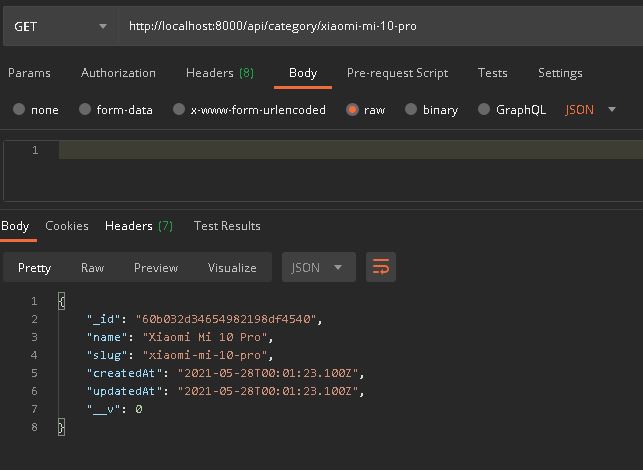 GET http://localhost:8000/api/category/xiaomi-mi-10-pro
Params Authorization Headers (8) Body Pre-request Script Tests Settings
none form-data x-www-form-urlencoded raw binary GraphQL JSON
1
Body Cookies Headers (7) Test Results
Pretty Raw Preview Visualize JSON
1 {
2 "_id": "60b032d34654982198df4540",
3 "name": "Xiaomi Mi 10 Pro",
4 "slug": "xiaomi-mi-10-pro",
5 "createdAt": "2021-05-28T00:01:23.100Z",
6 "updatedAt": "2021-05-28T00:01:23.100Z",
7 "__v": 0
8 }